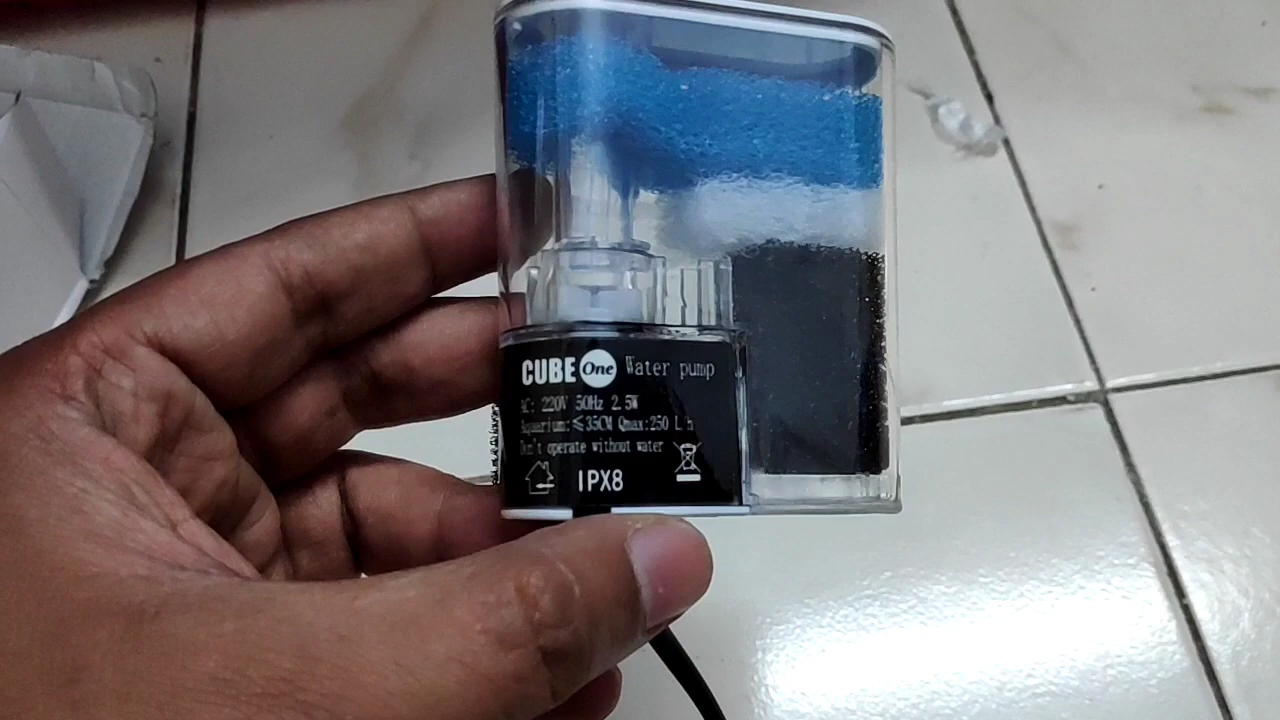 CUBE One Water pump
AC: 220V 50Hz 2.5W
Aquarium:≤35CM Qmax:250 L/h
Don't operate without water
IPX8